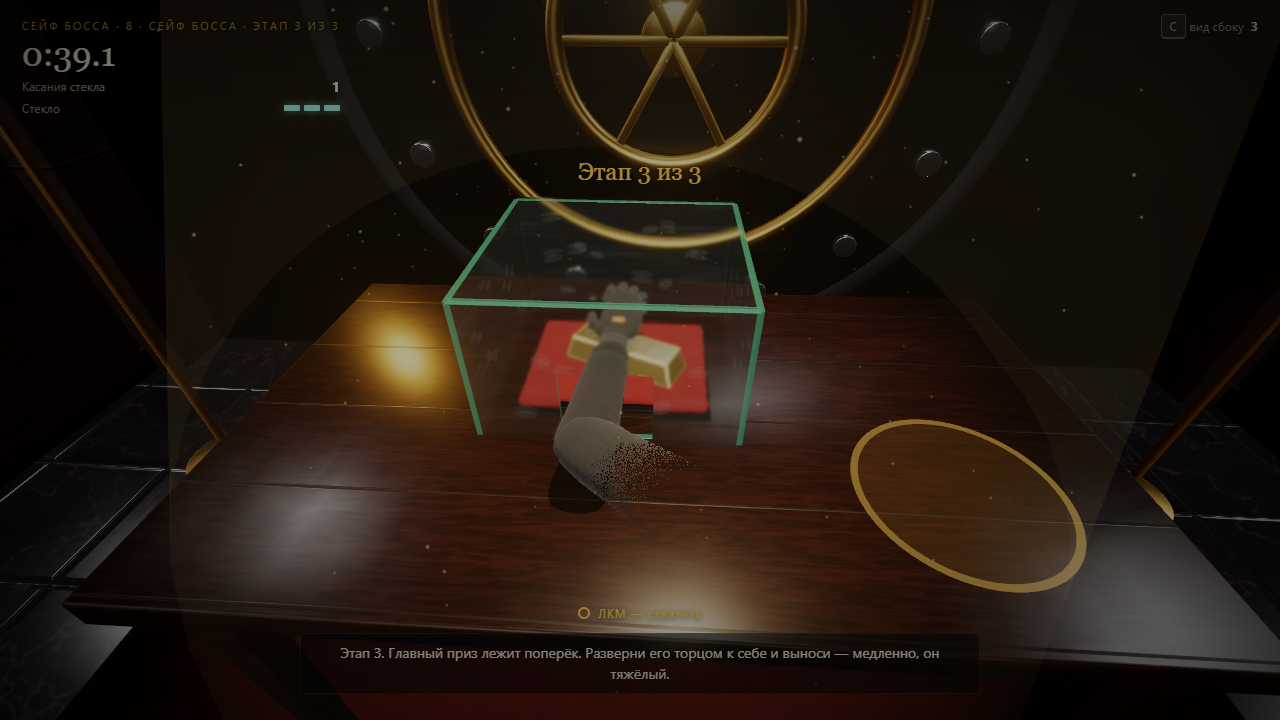 СЕЙФ БОССА · 8 · СЕЙФ БОССА · ЭТАП 3 ИЗ 3
0:39.1
Касания стекла
1
Стекло
C вид сбоку 3
Этап 3 из 3
ЛКМ —
Этап 3. Главный приз лежит поперёк. Разверни его торцом к себе и выноси — медленно, он
тяжёлый.